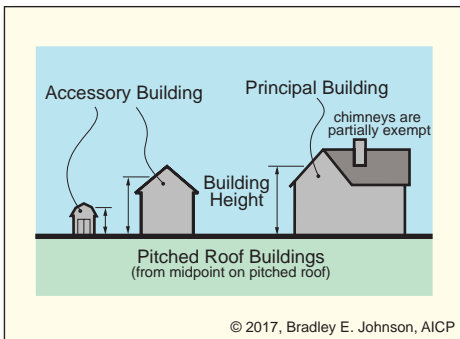 Accessory Building
Principal Building
chimneys are
partially exempt
Building
Height
Pitched Roof Buildings
(from midpoint on pitched roof)
© 2017, Bradley E. Johnson, AICP